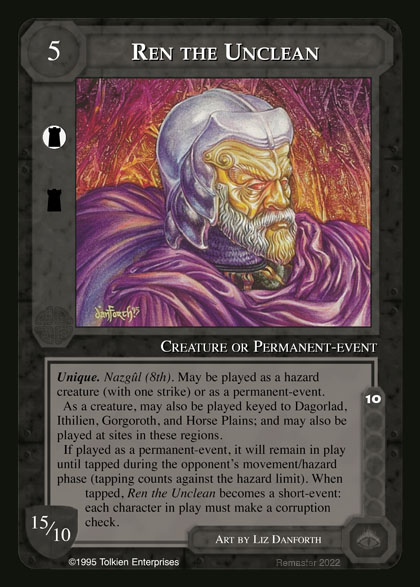 5
REN THE UNCLEAN
DANFORTH 95
CREATURE OR PERMANENT-EVENT
Unique. Nazgûl (8th). May be played as a hazard
creature (with one strike) or as a permanent-event.
As a creature, may also be played keyed to Dagorlad,
Ithilien, Gorgoroth, and Horse Plains; and may also be
played at sites in these regions.
If played as a permanent-event, it will remain in play
until tapped during the opponent's movement/hazard
phase (tapping counts against the hazard limit). When
tapped, Ren the Unclean becomes a short-event:
each character in play must make a corruption
check.
10
15/10
ART BY LIZ DANFORTH
©1995 Tolkien Enterprises
Remaster 2022